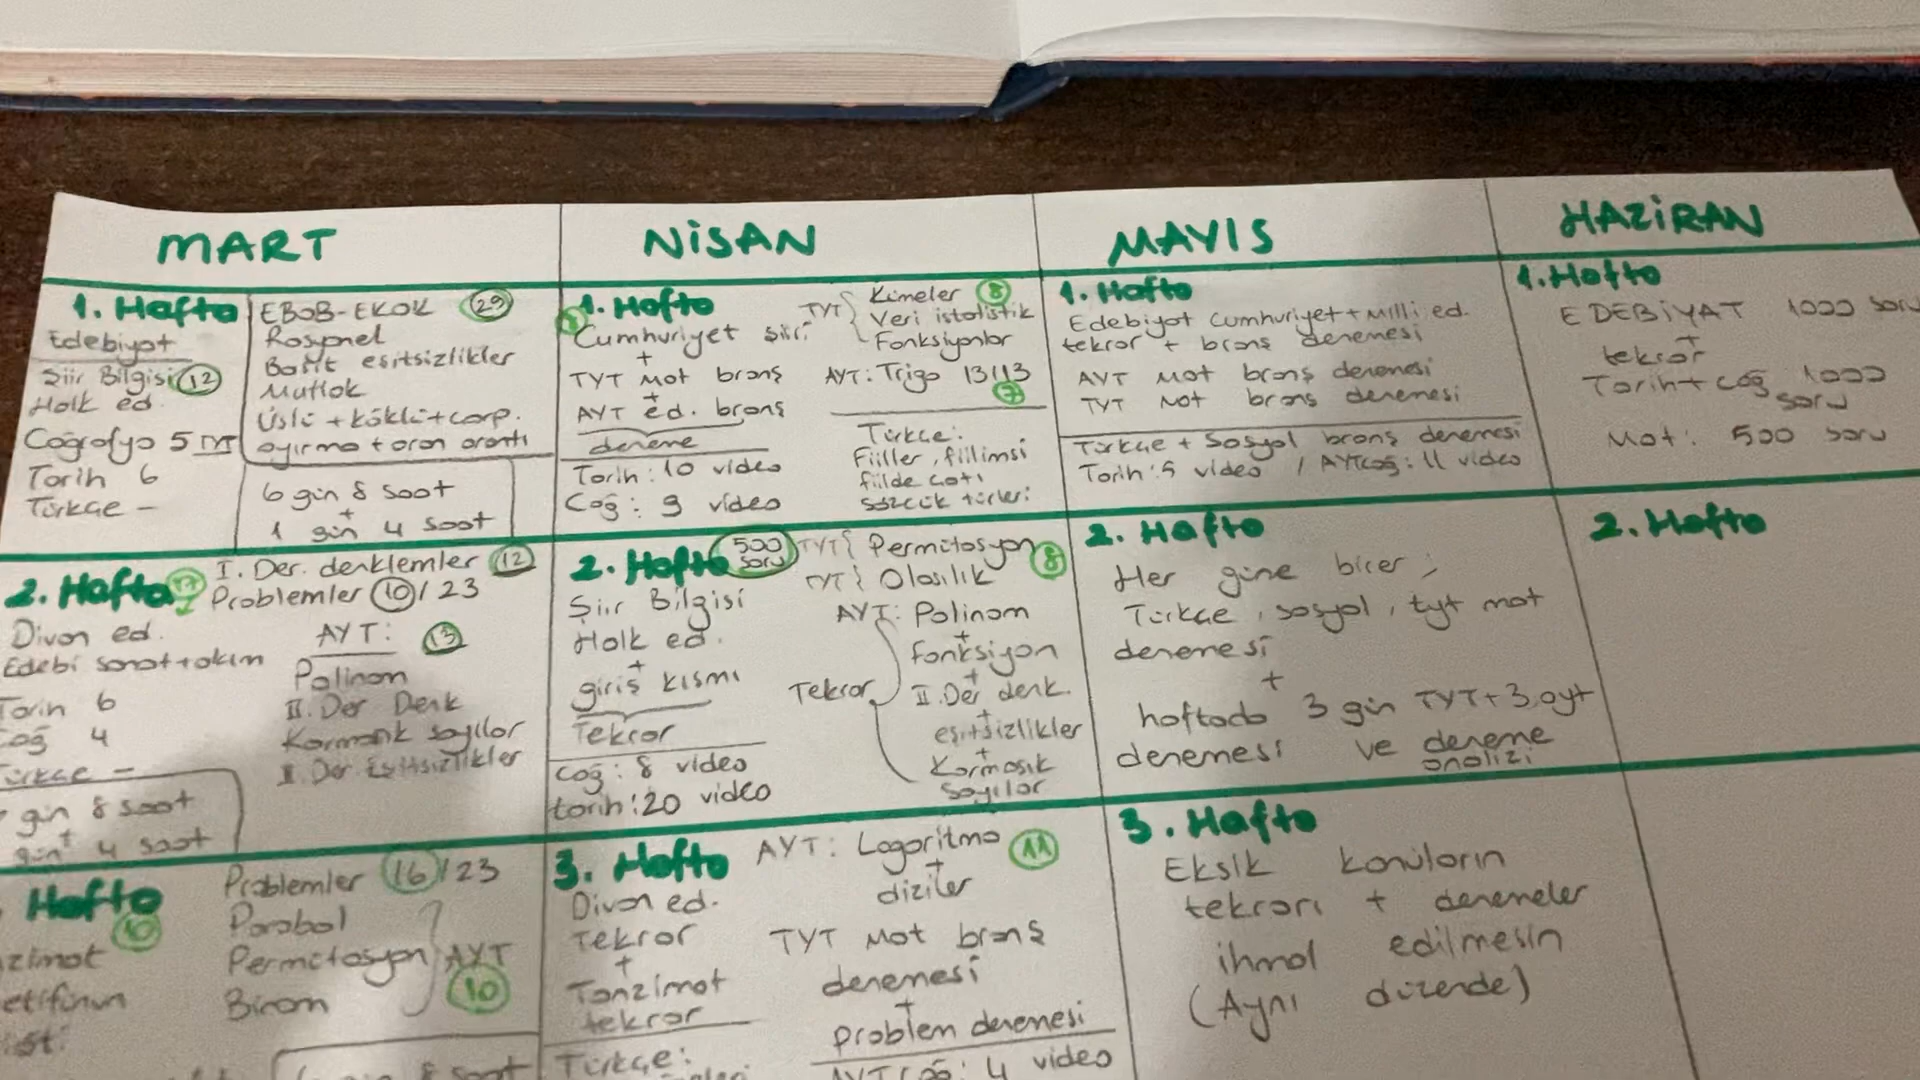 MART
NİSAN
MAYIS
HAZİRAN
1. Hafta
Edebiyat
Şiir Bilgisi 12
Halk ed.
Coğrafya 5 TYT
Tarih 6
Türkçe -
EBOB-EKOK 29
Rasyonel
Basit eşitsizlikler
Mutlak
Üslü + köklü + çarp.
ayırma + oran orantı
6 gün 8 saat
+
1 gün 4 saat
1. Hafta
Cumhuriyet şiir
+
TYT Mat branş
+
AYT ed. branş
deneme
Tarih: 10 video
Coğ: 9 video
TYT
Kümeler 8
Veri istatistik
Fonksiyonlar
AYT: Trigo 13/13
7
Türkçe:
Fiiller, fiilimsi
fiilde çatı
sözcük türleri
1. Hafta
Edebiyat Cumhuriyet + Milli ed.
tekrar + branş denemesi
AYT Mat branş denemesi
TYT Mat branş denemesi
Türkçe + Sosyal branş denemesi
Tarih: 5 video / AYTcoğ: 11 video
1. Hafta
EDEBİYAT 1000 soru
tekrar
+
Tarih + coğ 1000
soru
Mat: 500 soru
2. Hafta
Divan ed.
Edebi sanat + akım
Tarih 6
Coğ 4
Türkçe -
gün 8 saat
+
gün 4 saat
I. Der. denklemler 12
Problemler 10 / 23
AYT: 13
Polinom
II. Der Denk
Karmaşık sayılar
II. Der Eşitsizlikler
2. Hafta 500 soru
Şiir Bilgisi
Halk ed.
+
giriş kısmı
Tekrar
coğ: 8 video
tarih: 20 video
TYT{ Permütasyon 8
TYT{ Olasılık
AYT: Polinom
+
fonksiyon
+
Tekrar II. Der denk.
+
eşitsizlikler
+
Karmaşık
Sayılar
2. Hafta
Her güne birer;
Türkçe, sosyal, tyt mat
denemesi
+
haftada 3 gün TYT + 3 ayt
denemesi ve deneme
analizi
2. Hafta
Hafta
10
zimat
Problemler 16 / 23
Parabol
Permütasyon AYT
Binom 10
3. Hafta
Divan ed.
Tekrar
+
Tanzimat
tekrar
Türkçe:
AYT: Logaritma 11
+
diziler
TYT Mat branş
denemesi
+
problem denemesi
AYT coğ: 4 video
3. Hafta
Eksik konuların
tekrarı + denemeler
ihmal edilmesin
(Aynı düzende)